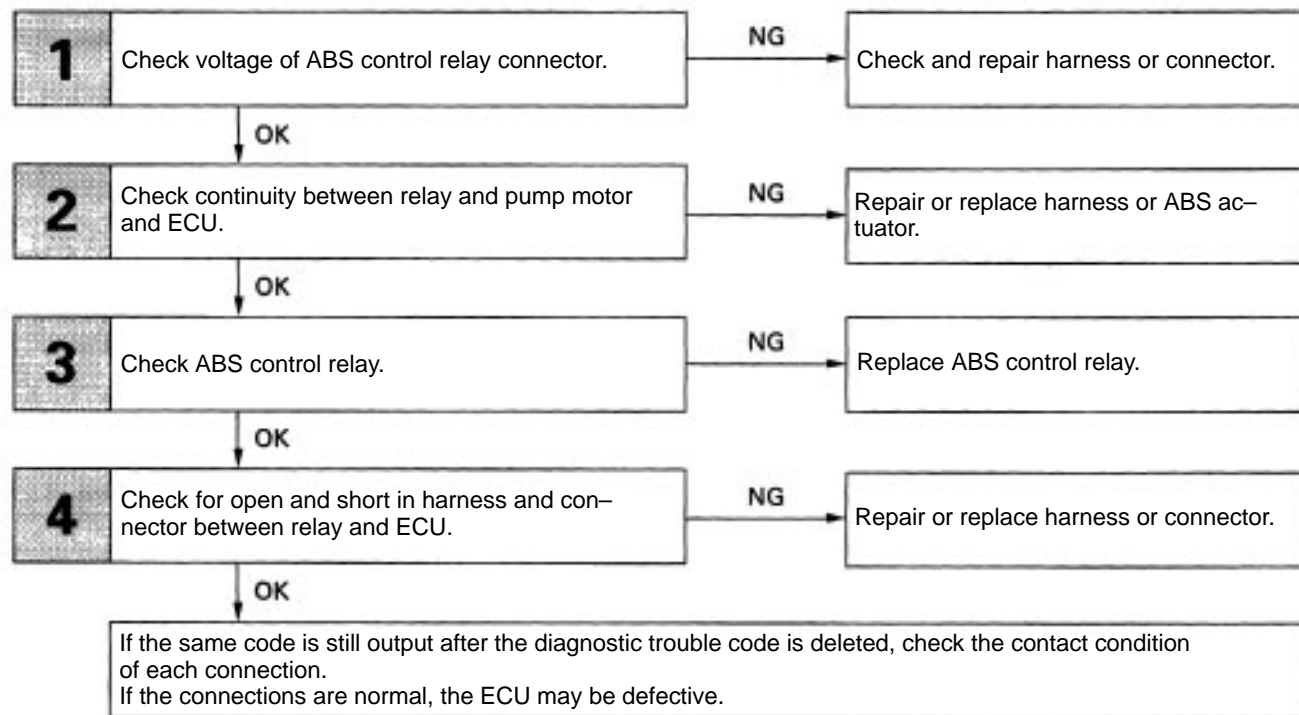 1
Check voltage of ABS control relay connector.
NG
Check and repair harness or connector.
OK
2
Check continuity between relay and pump motor
and ECU.
NG
Repair or replace harness or ABS ac–
tuator.
OK
3
Check ABS control relay.
NG
Replace ABS control relay.
OK
4
Check for open and short in harness and con–
nector between relay and ECU.
NG
Repair or replace harness or connector.
OK
If the same code is still output after the diagnostic trouble code is deleted, check the contact condition
of each connection.
If the connections are normal, the ECU may be defective.